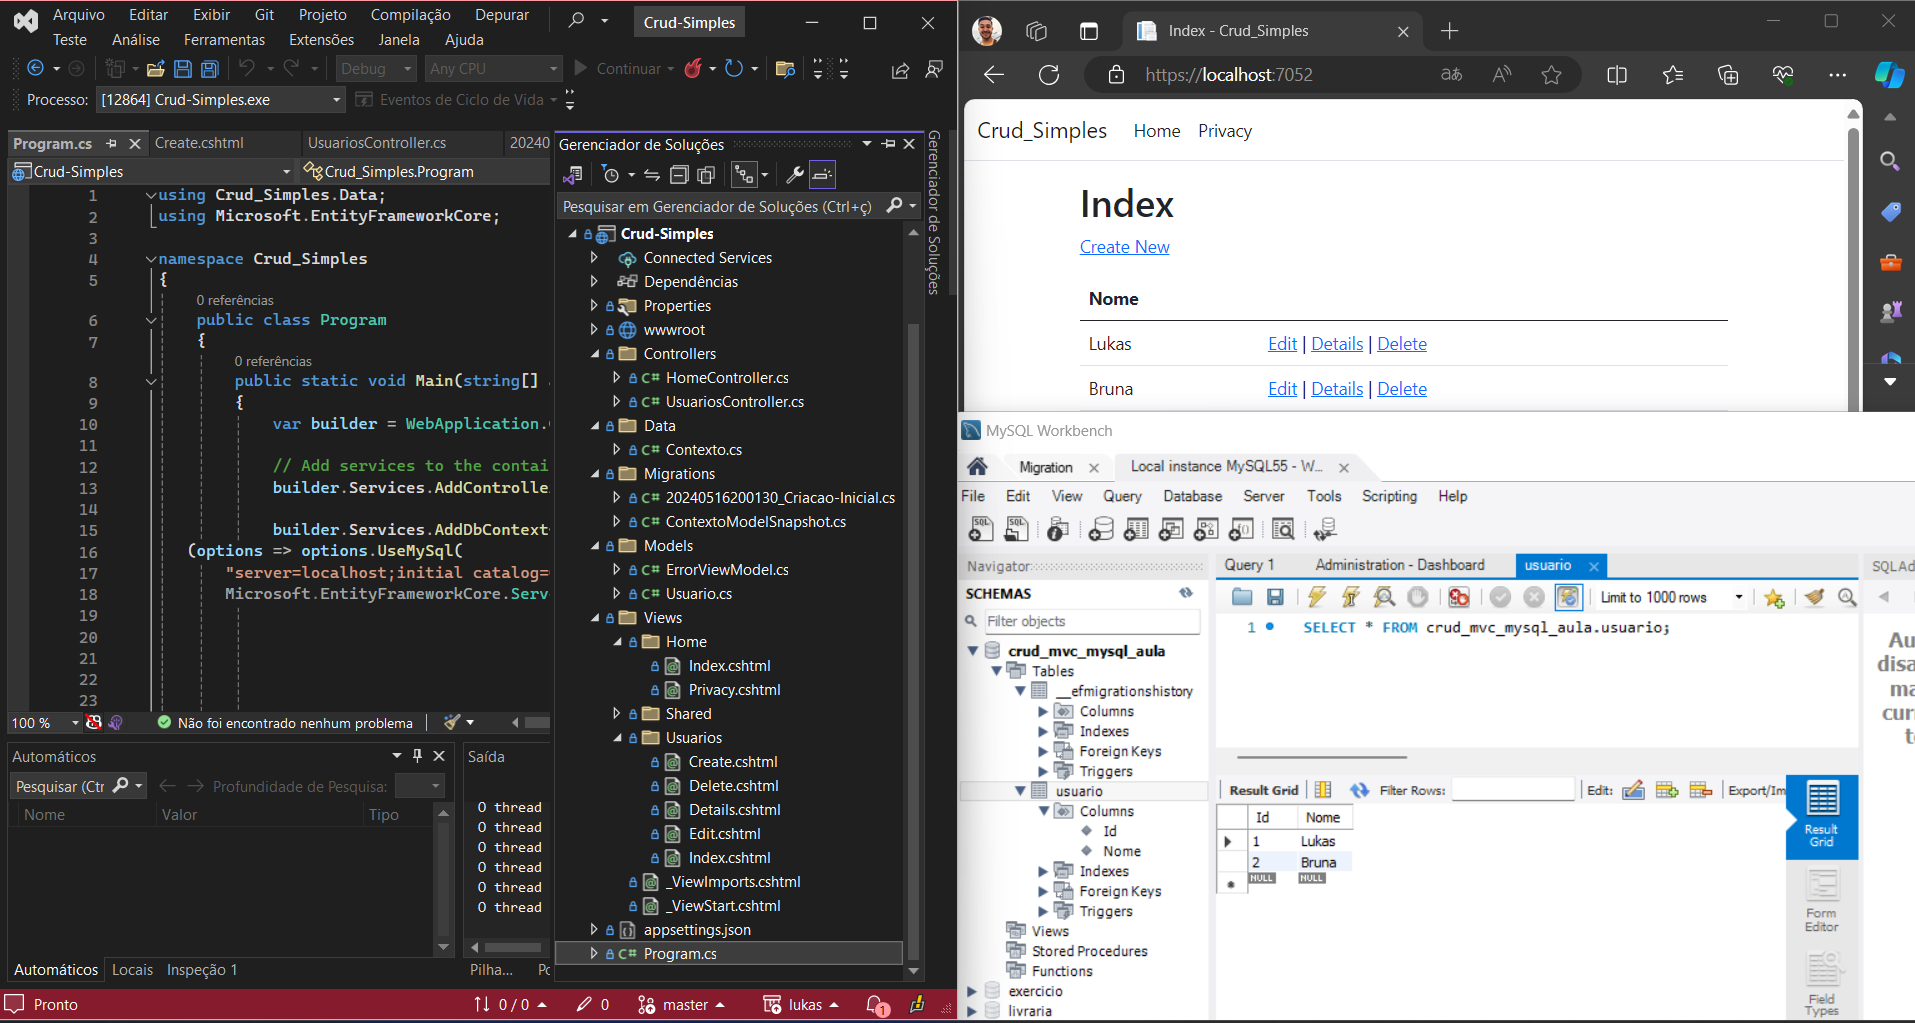 Arquivo Editar Exibir Git Projeto Compilação Depurar
Teste Análise Ferramentas Extensões Janela Ajuda
Crud-Simples
Debug Any CPU Continuar
Processo: [12864] Crud-Simples.exe Eventos de Ciclo de Vida
Program.cs Create.cshtml UsuariosController.cs 20240
Crud-Simples Crud_Simples.Program
1 using Crud_Simples.Data;
2 using Microsoft.EntityFrameworkCore;
3
4 namespace Crud_Simples
5 {
0 referências
6 public class Program
7 {
0 referências
8 public static void Main(string[]
9 {
10 var builder = WebApplication.
11
12 // Add services to the contai
13 builder.Services.AddControlle
14
15 builder.Services.AddDbContext
16 (options => options.UseMySql(
17 "server=localhost;initial catalog=
18 Microsoft.EntityFrameworkCore.Serv
19
20
21
22
23
100 % Não foi encontrado nenhum problema
Automáticos
Pesquisar (Ctr Profundidade de Pesquisa:
Nome Valor Tipo
Automáticos Locais Inspeção 1
Saída
O thread
O thread
O thread
O thread
O thread
O thread
Pilha...
Gerenciador de Soluções
Pesquisar em Gerenciador de Soluções (Ctrl+ç)
Crud-Simples
Connected Services
Dependências
Properties
wwwroot
Controllers
C# HomeController.cs
C# UsuariosController.cs
Data
C# Contexto.cs
Migrations
C# 20240516200130_Criacao-Inicial.cs
C# ContextoModelSnapshot.cs
Models
C# ErrorViewModel.cs
C# Usuario.cs
Views
Home
Index.cshtml
Privacy.cshtml
Shared
Usuarios
Create.cshtml
Delete.cshtml
Details.cshtml
Edit.cshtml
Index.cshtml
_ViewImports.cshtml
_ViewStart.cshtml
appsettings.json
C# Program.cs
Gerenciador de Soluções
Pronto 0 / 0 0 master lukas 1
Index - Crud_Simples
https://localhost:7052
Crud_Simples Home Privacy
Index
Create New
Nome
Lukas Edit | Details | Delete
Bruna Edit | Details | Delete
MySQL Workbench
Migration Local instance MySQL55 - W...
File Edit View Query Database Server Tools Scripting Help
Navigator
SCHEMAS
Filter objects
crud_mvc_mysql_aula
Tables
__efmigrationshistory
Columns
Indexes
Foreign Keys
Triggers
usuario
Columns
Id
Nome
Indexes
Foreign Keys
Triggers
Views
Stored Procedures
Functions
exercicio
livraria
Query 1 Administration - Dashboard usuario
Limit to 1000 rows
1 SELECT * FROM crud_mvc_mysql_aula.usuario;
Result Grid Filter Rows: Edit: Export/Im
Id Nome
1 Lukas
2 Bruna
NULL NULL
Result
Grid
Form
Editor
Field
Types
SQLAd
Au
disa
ma
curr
t